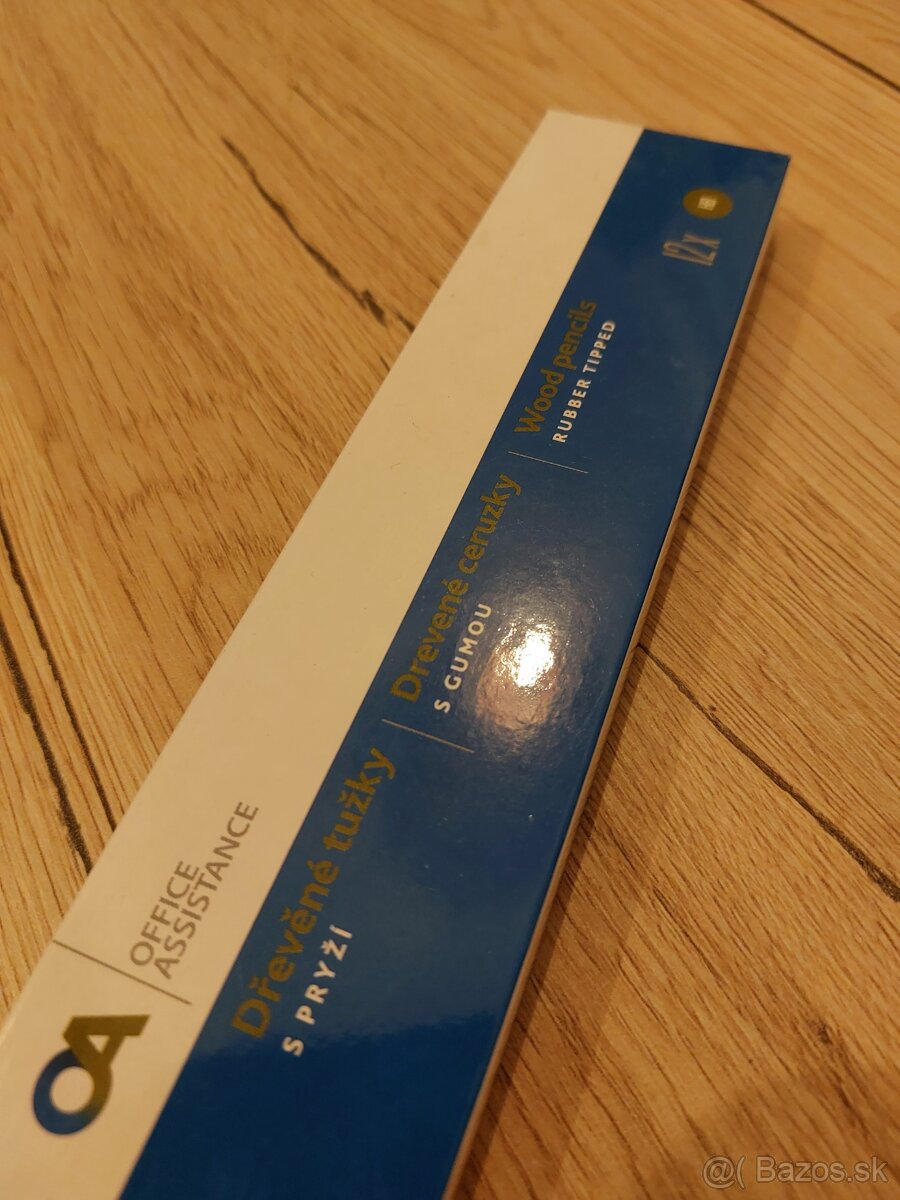 OA
OFFICE
ASSISTANCE
Dřevěné tužky
S PRYŽÍ
Drevené ceruzky
S GUMOU
Wood pencils
RUBBER TIPPED
12x
@( Bazos.sk